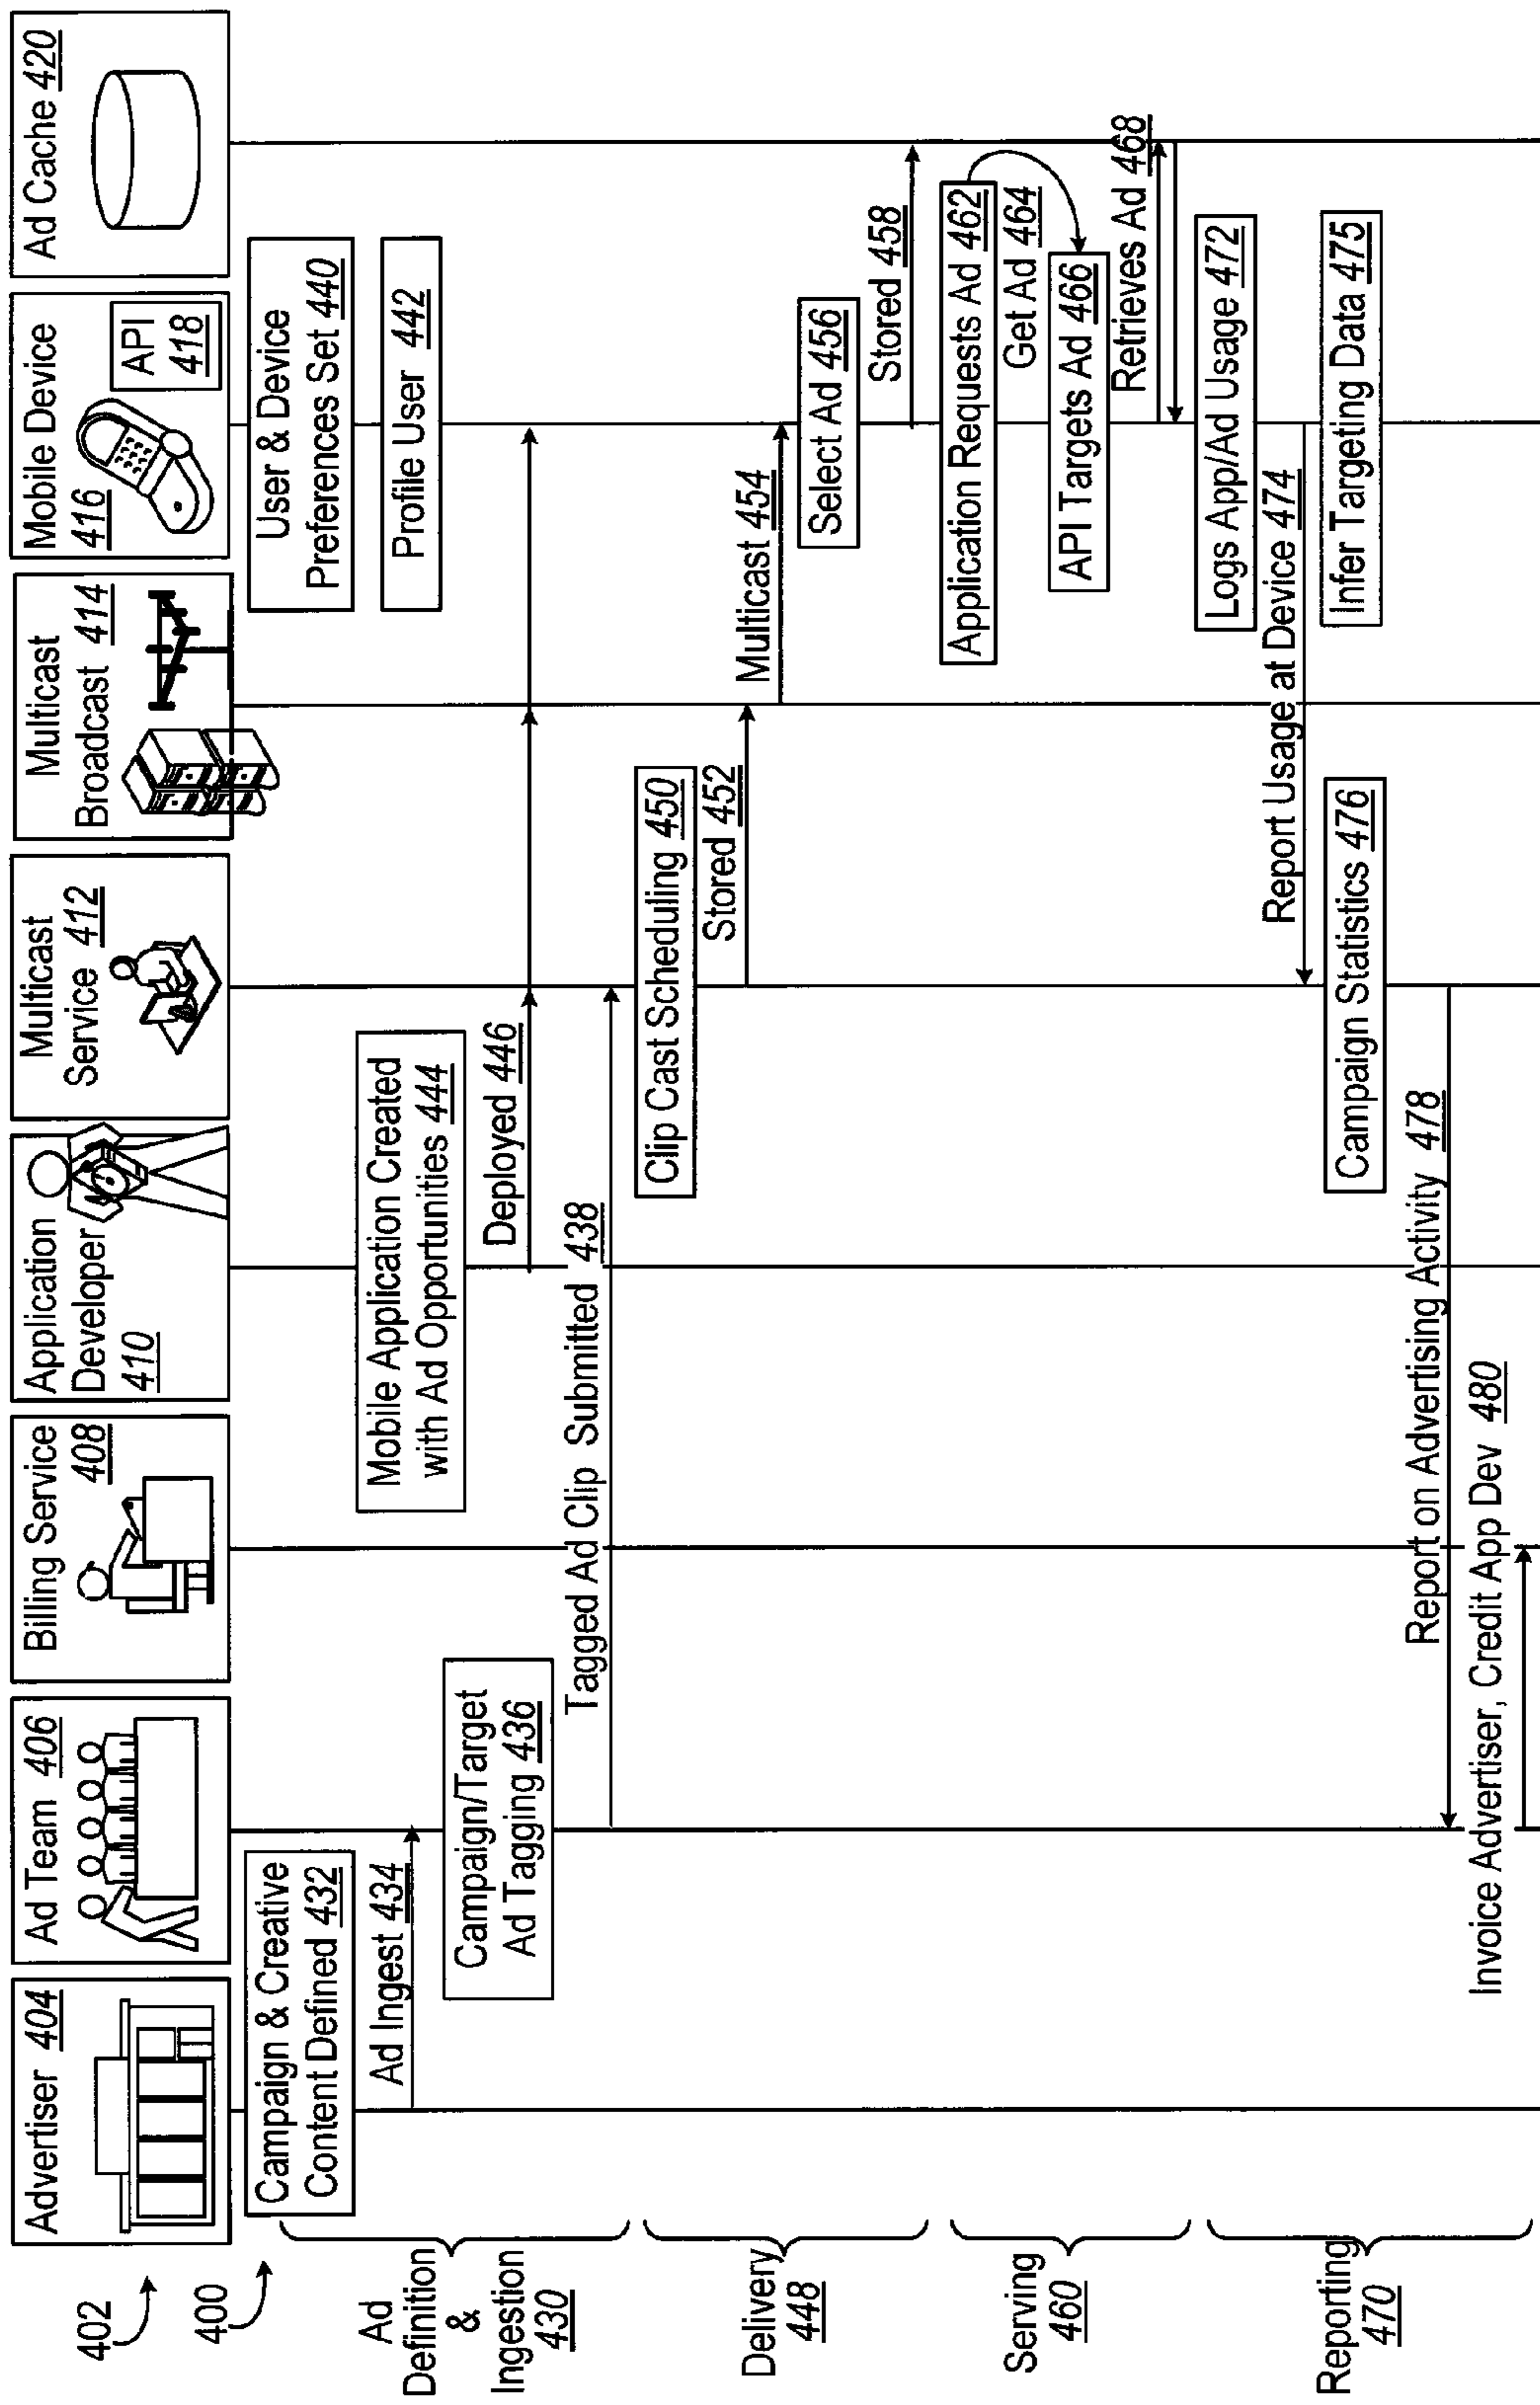 402
400
Advertiser 404
Ad Team 406
Billing Service
408
Application
Developer
410
Multicast
Service 412
Multicast
Broadcast 414
Mobile Device
416
API
418
Ad Cache 420
Ad
Definition
&
Ingestion
430
Campaign & Creative
Content Defined 432
User & Device
Preferences Set 440
Ad Ingest 434
Profile User 442
Mobile Application Created
with Ad Opportunities 444
Campaign/Target
Ad Tagging 436
Deployed 446
Tagged Ad Clip Submitted 438
Delivery
448
Clip Cast Scheduling 450
Stored 452
Multicast 454
Select Ad 456
Stored 458
Serving
460
Application Requests Ad 462
Get Ad 464
API Targets Ad 466
Retrieves Ad 468
Reporting
470
Logs App/Ad Usage 472
Report Usage at Device 474
Infer Targeting Data 475
Campaign Statistics 476
Report on Advertising Activity 478
Invoice Advertiser, Credit App Dev 480